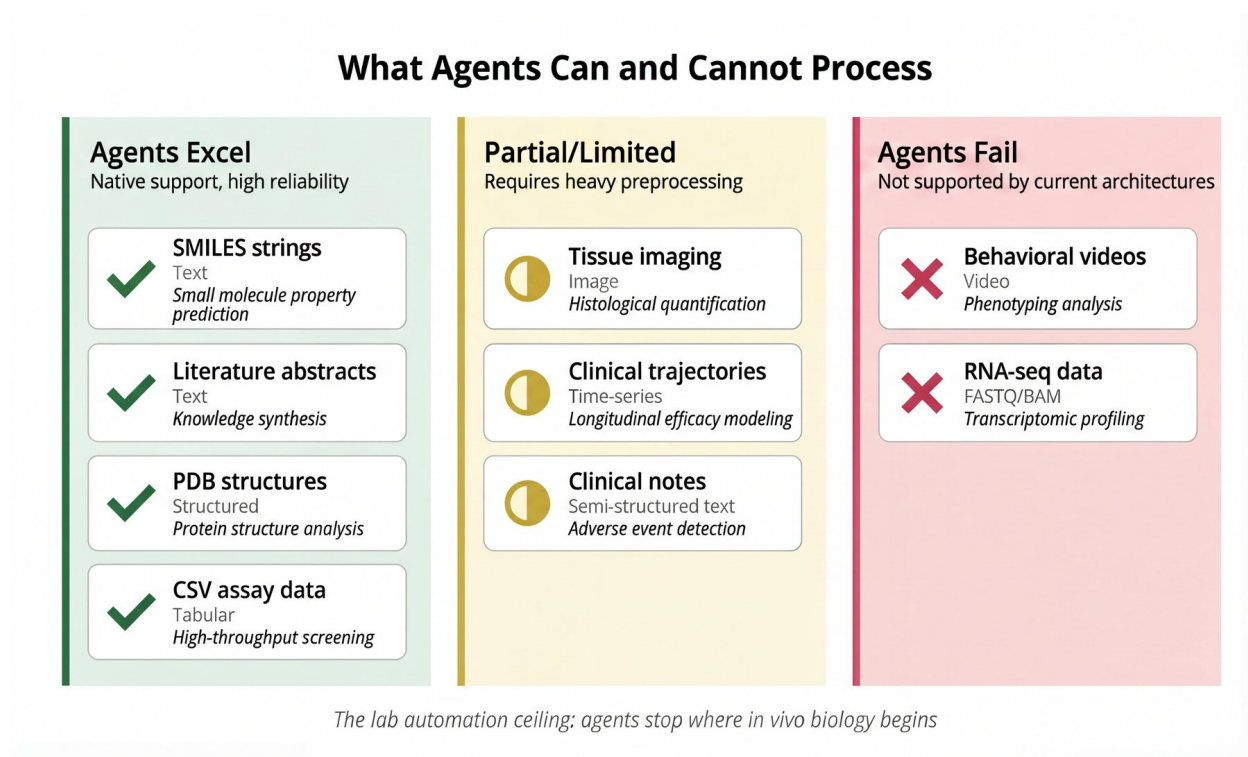 What Agents Can and Cannot Process
Agents Excel
Native support, high reliability
SMILES strings
Text
Small molecule property
prediction
Literature abstracts
Text
Knowledge synthesis
PDB structures
Structured
Protein structure analysis
CSV assay data
Tabular
High-throughput screening
Partial/Limited
Requires heavy preprocessing
Tissue imaging
Image
Histological quantification
Clinical trajectories
Time-series
Longitudinal efficacy modeling
Clinical notes
Semi-structured text
Adverse event detection
Agents Fail
Not supported by current architectures
Behavioral videos
Video
Phenotyping analysis
RNA-seq data
FASTQ/BAM
Transcriptomic profiling
The lab automation ceiling: agents stop where in vivo biology begins